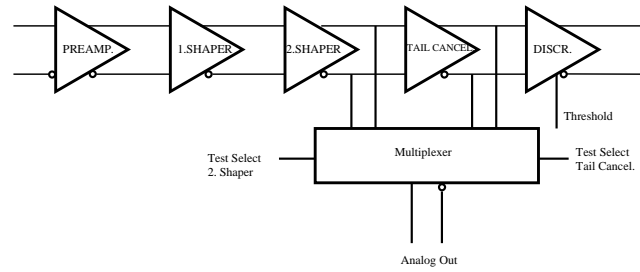 PREAMP.
1.SHAPER
2.SHAPER
TAIL CANCEL
DISCR.
Threshold
Multiplexer
Test Select
2. Shaper
Test Select
Tail Cancel.
Analog Out